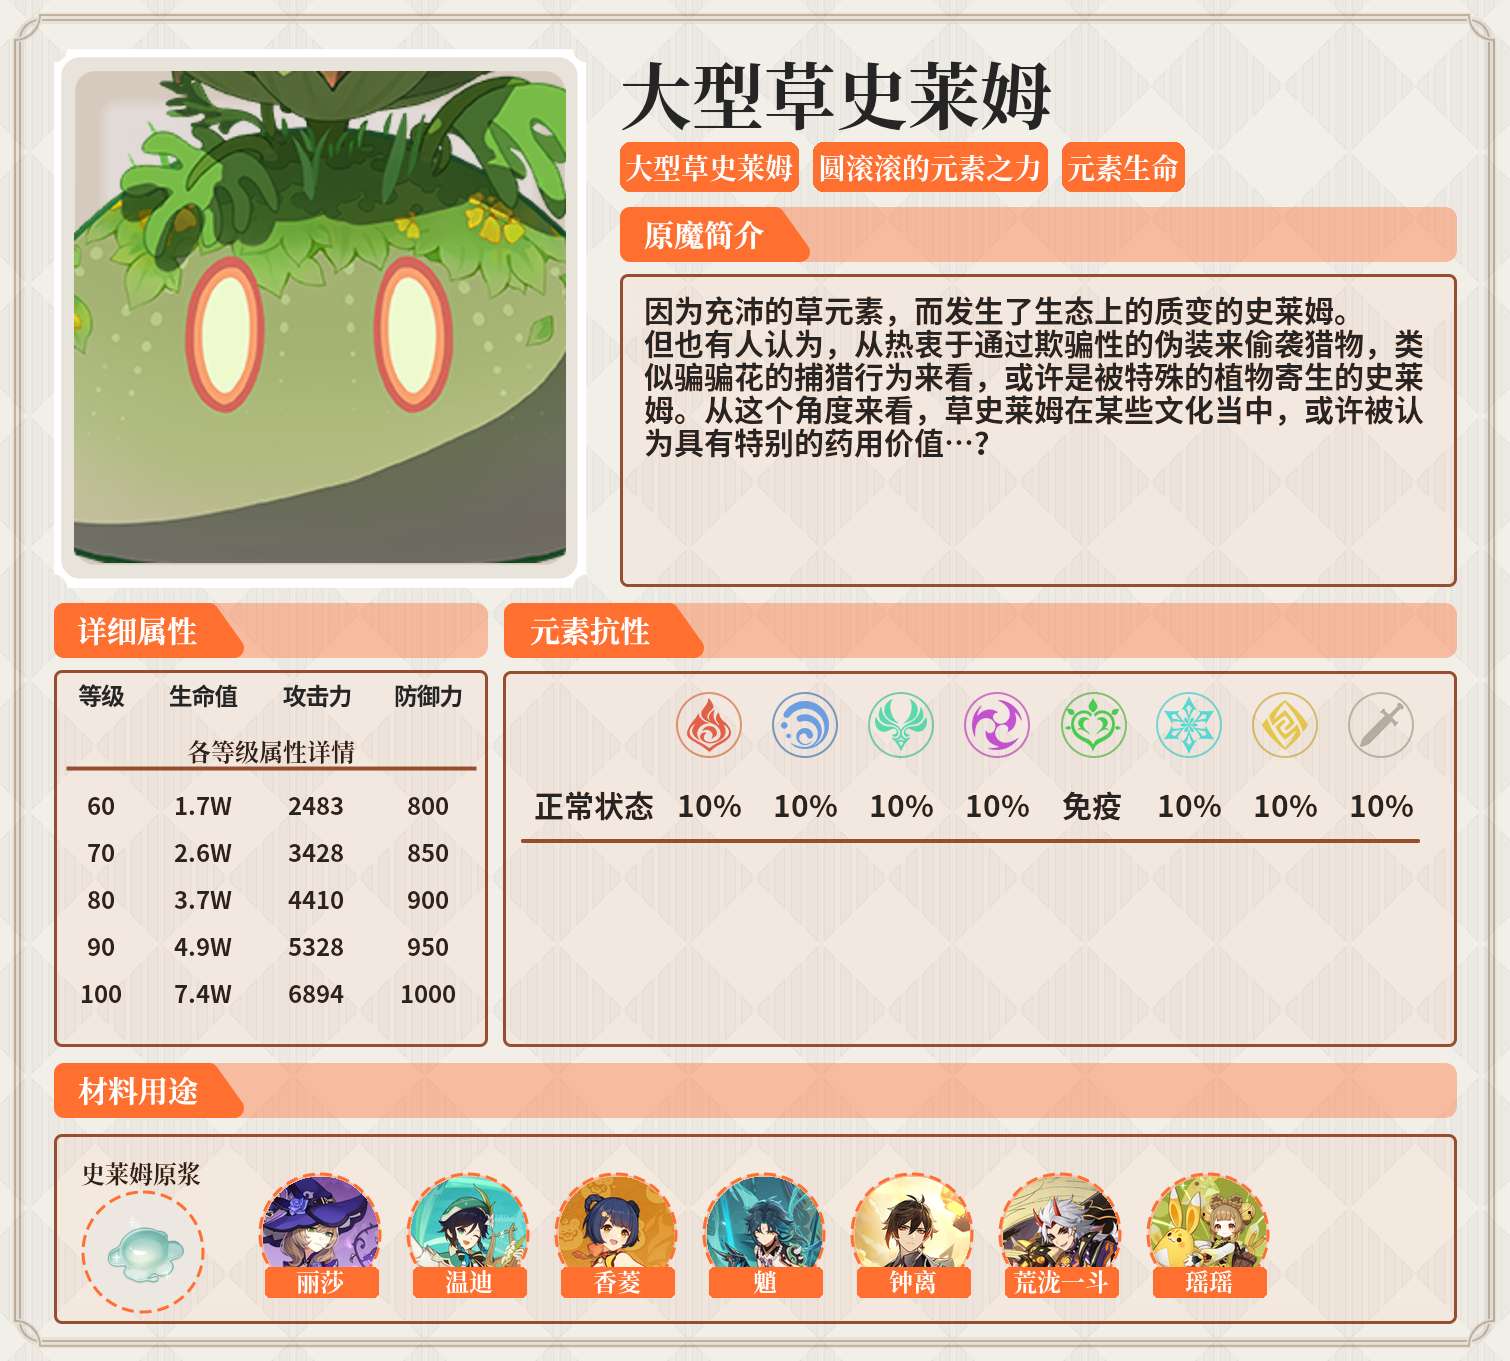 大型草史莱姆
大型草史莱姆 圆滚滚的元素之力 元素生命
原魔简介
因为充沛的草元素，而发生了生态上的质变的史莱姆。
但也有人认为，从热衷于通过欺骗性的伪装来偷袭猎物，类
似骗骗花的捕猎行为来看，或许是被特殊的植物寄生的史莱
姆。从这个角度来看，草史莱姆在某些文化当中，或许被认
为具有特别的药用价值…？
详细属性
等级 生命值 攻击力 防御力
各等级属性详情
60 1.7W 2483 800
70 2.6W 3428 850
80 3.7W 4410 900
90 4.9W 5328 950
100 7.4W 6894 1000
元素抗性
正常状态 10% 10% 10% 10% 免疫 10% 10% 10%
材料用途
史莱姆原浆
丽莎 温迪 香菱 魈 钟离 荒泷一斗 瑶瑶